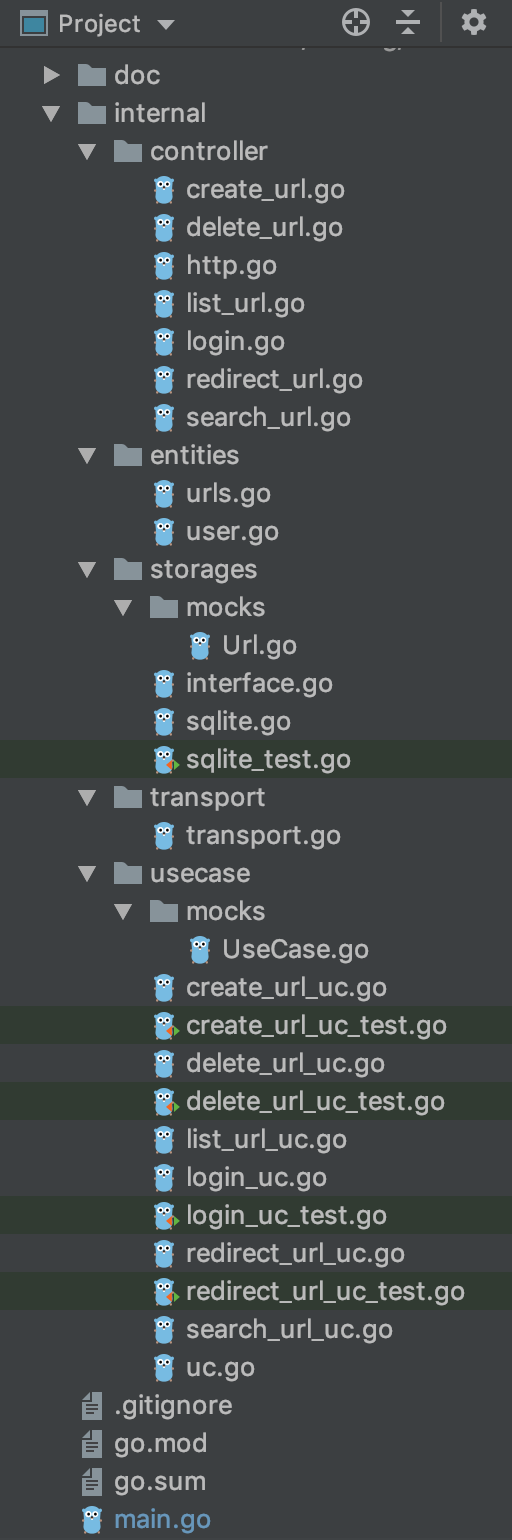 Project
doc
internal
controller
create_url.go
delete_url.go
http.go
list_url.go
login.go
redirect_url.go
search_url.go
entities
urls.go
user.go
storages
mocks
Url.go
interface.go
sqlite.go
sqlite_test.go
transport
transport.go
usecase
mocks
UseCase.go
create_url_uc.go
create_url_uc_test.go
delete_url_uc.go
delete_url_uc_test.go
list_url_uc.go
login_uc.go
login_uc_test.go
redirect_url_uc.go
redirect_url_uc_test.go
search_url_uc.go
uc.go
.gitignore
go.mod
go.sum
main.go